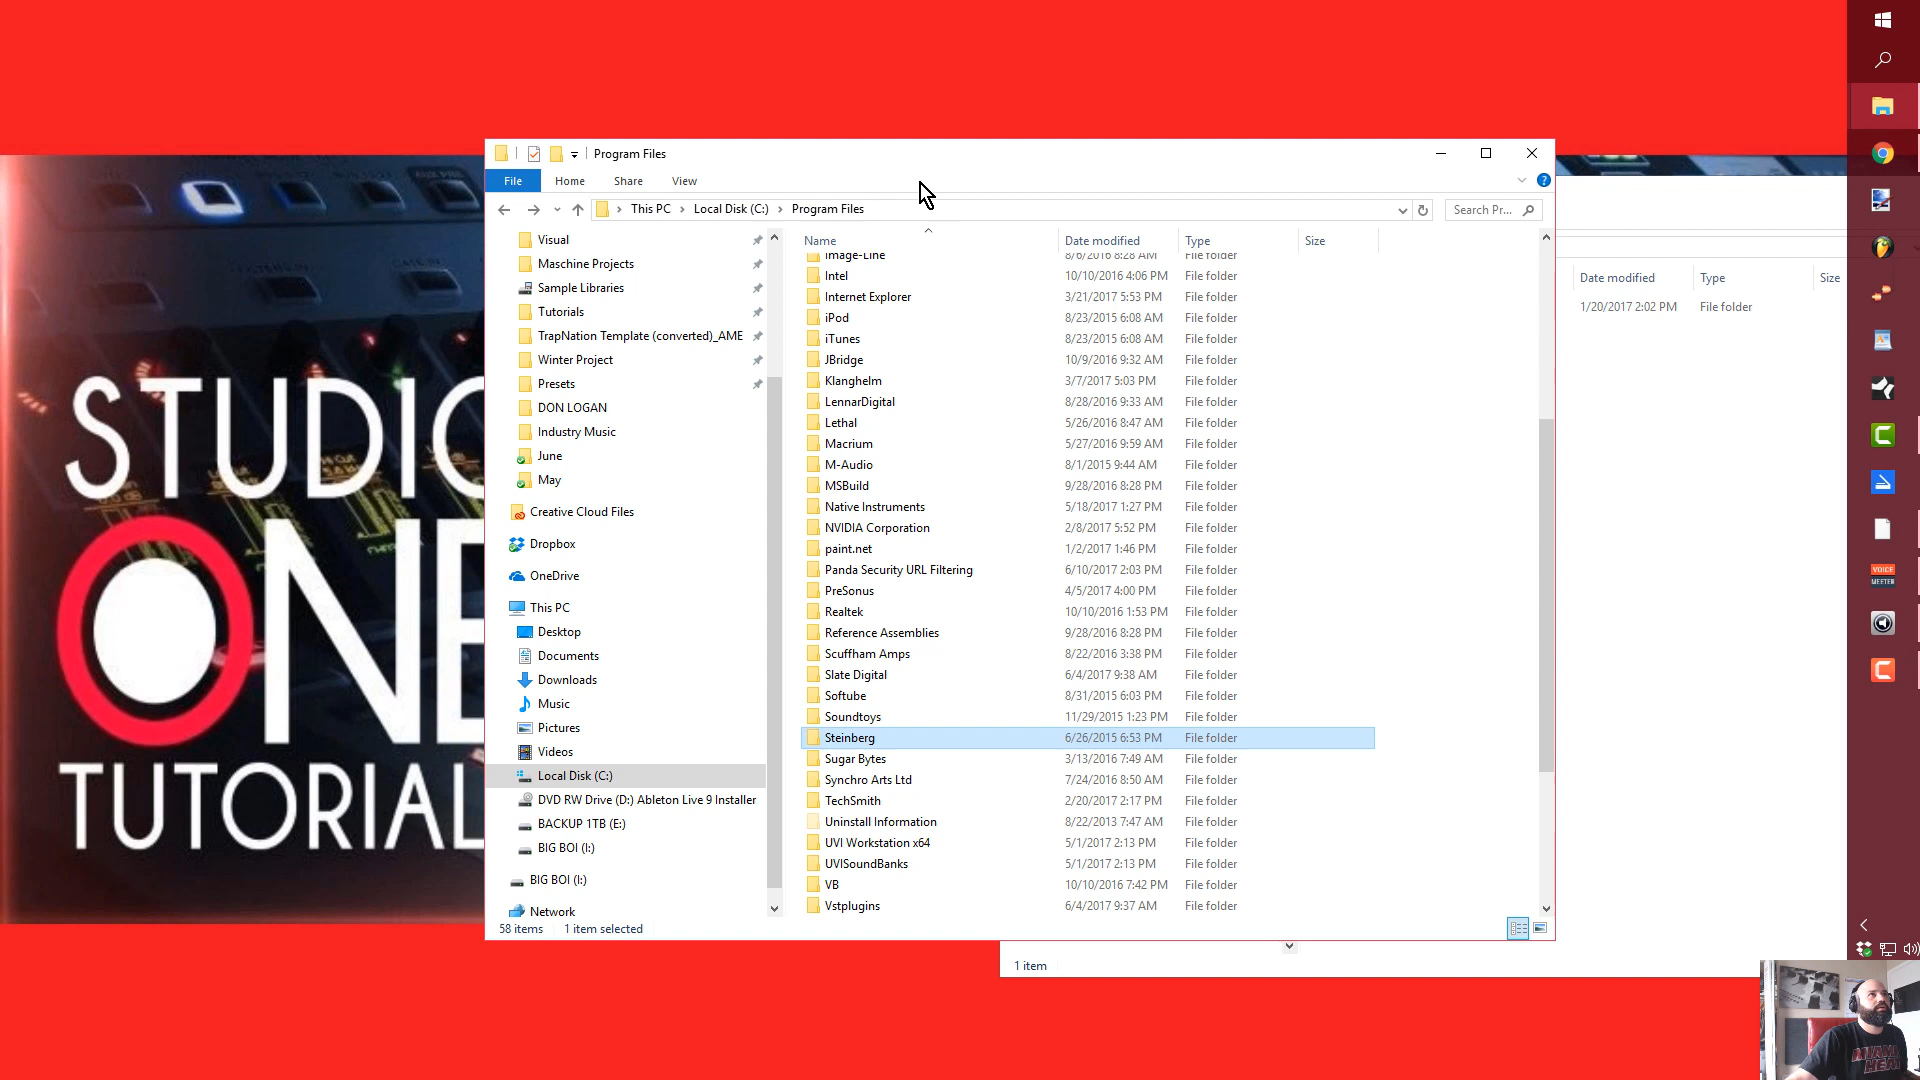 Program Files
File Home Share View
This PC Local Disk (C:) Program Files
Search Pr...
Visual
Maschine Projects
Sample Libraries
Tutorials
TrapNation Template (converted)_AME
Winter Project
Presets
DON LOGAN
Industry Music
June
May
Creative Cloud Files
Dropbox
OneDrive
This PC
Desktop
Documents
Downloads
Music
Pictures
Videos
Local Disk (C:)
DVD RW Drive (D:) Ableton Live 9 Installer
BACKUP 1TB (E:)
BIG BOI (I:)
BIG BOI (I:)
Network
Name Date modified Type Size
Image-Line 8/6/2016 8:28 AM File folder
Intel 10/10/2016 4:06 PM File folder
Internet Explorer 3/21/2017 5:53 PM File folder
iPod 8/23/2015 6:08 AM File folder
iTunes 8/23/2015 6:08 AM File folder
JBridge 10/9/2016 9:32 AM File folder
Klanghelm 3/7/2017 5:03 PM File folder
LennarDigital 8/28/2016 9:33 AM File folder
Lethal 5/26/2016 8:47 AM File folder
Macrium 5/27/2016 9:59 AM File folder
M-Audio 8/1/2015 9:44 AM File folder
MSBuild 9/28/2016 8:28 PM File folder
Native Instruments 5/18/2017 1:27 PM File folder
NVIDIA Corporation 2/8/2017 5:52 PM File folder
paint.net 1/2/2017 1:46 PM File folder
Panda Security URL Filtering 6/10/2017 2:03 PM File folder
PreSonus 4/5/2017 4:00 PM File folder
Realtek 10/10/2016 1:53 PM File folder
Reference Assemblies 9/28/2016 8:28 PM File folder
Scuffham Amps 8/22/2016 3:38 PM File folder
Slate Digital 6/4/2017 9:38 AM File folder
Softube 8/31/2015 6:03 PM File folder
Soundtoys 11/29/2015 1:23 PM File folder
Steinberg 6/26/2015 6:53 PM File folder
Sugar Bytes 3/13/2016 7:49 AM File folder
Synchro Arts Ltd 7/24/2016 8:50 AM File folder
TechSmith 2/20/2017 2:17 PM File folder
Uninstall Information 8/22/2013 7:47 AM File folder
UVI Workstation x64 5/1/2017 2:13 PM File folder
UVISoundBanks 5/1/2017 2:13 PM File folder
VB 10/10/2016 7:42 PM File folder
Vstplugins 6/4/2017 9:37 AM File folder
58 items 1 item selected
Date modified Type Size
1/20/2017 2:02 PM File folder
1 item
STUDIO
ONE
TUTORIAL
VOICE
MEETER
MIAMI
HEAT